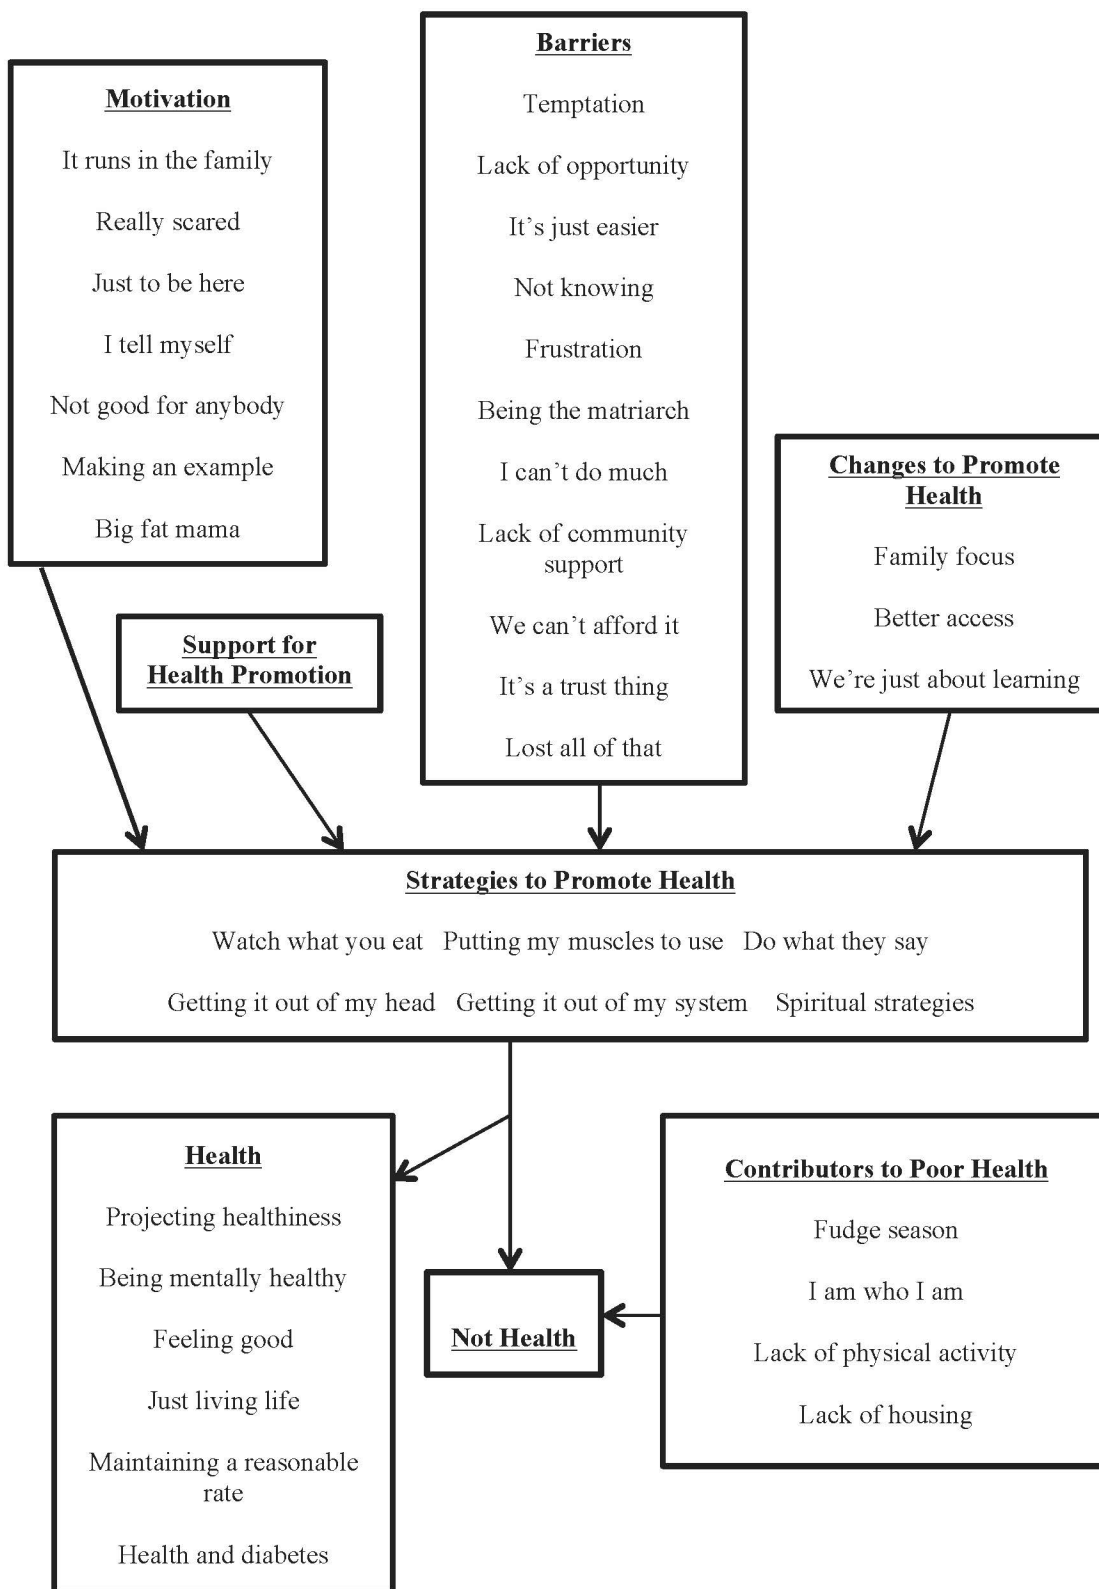 Motivation
It runs in the family
Really scared
Just to be here
I tell myself
Not good for anybody
Making an example
Big fat mama
Support for
Health Promotion
Barriers
Temptation
Lack of opportunity
It’s just easier
Not knowing
Frustration
Being the matriarch
I can’t do much
Lack of community
support
We can’t afford it
It’s a trust thing
Lost all of that
Changes to Promote
Health
Family focus
Better access
We’re just about learning
Strategies to Promote Health
Watch what you eat Putting my muscles to use Do what they say
Getting it out of my head Getting it out of my system Spiritual strategies
Health
Projecting healthiness
Being mentally healthy
Feeling good
Just living life
Maintaining a reasonable
rate
Health and diabetes
Not Health
Contributors to Poor Health
Fudge season
I am who I am
Lack of physical activity
Lack of housing